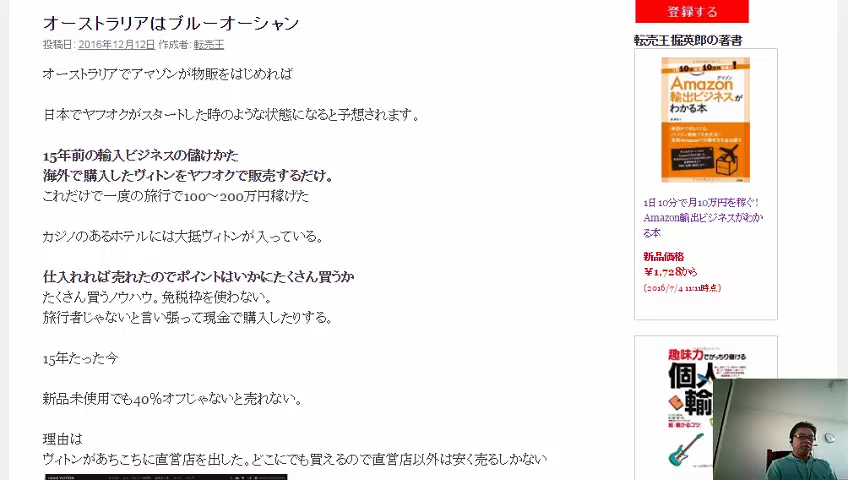 オーストラリアはブルーオーシャン
投稿日: 2016年12月12日 作成者: 転売王
オーストラリアでアマゾンが物販をはじめれば
日本でヤフオクがスタートした時のような状態になると予想されます。
15年前の輸入ビジネスの儲けかた
海外で購入したヴィトンをヤフオクで販売するだけ。
これだけで一度の旅行で100〜200万円稼げた
カジノのあるホテルには大抵ヴィトンが入っている。
仕入れれば売れたのでポイントはいかにたくさん買うか
たくさん買うノウハウ。免税枠を使わない。
旅行者じゃないと言い張って現金で購入したりする。
15年たった今
新品未使用でも40％オフじゃないと売れない。
理由は
ヴィトンがあちこちに直営店を出した。どこにでも買えるので直営店以外は安く売るしかない
登録する
転売王堀英郎の著書
Amazon
アマゾン
輸出ビジネスが
わかる本
1日10分で月10万円を稼ぐ!
Amazon輸出ビジネスがわか
る本
新品価格
￥1,728から
(2016/7/4 11:11時点)
趣味力でがっちり儲ける
個人
輸